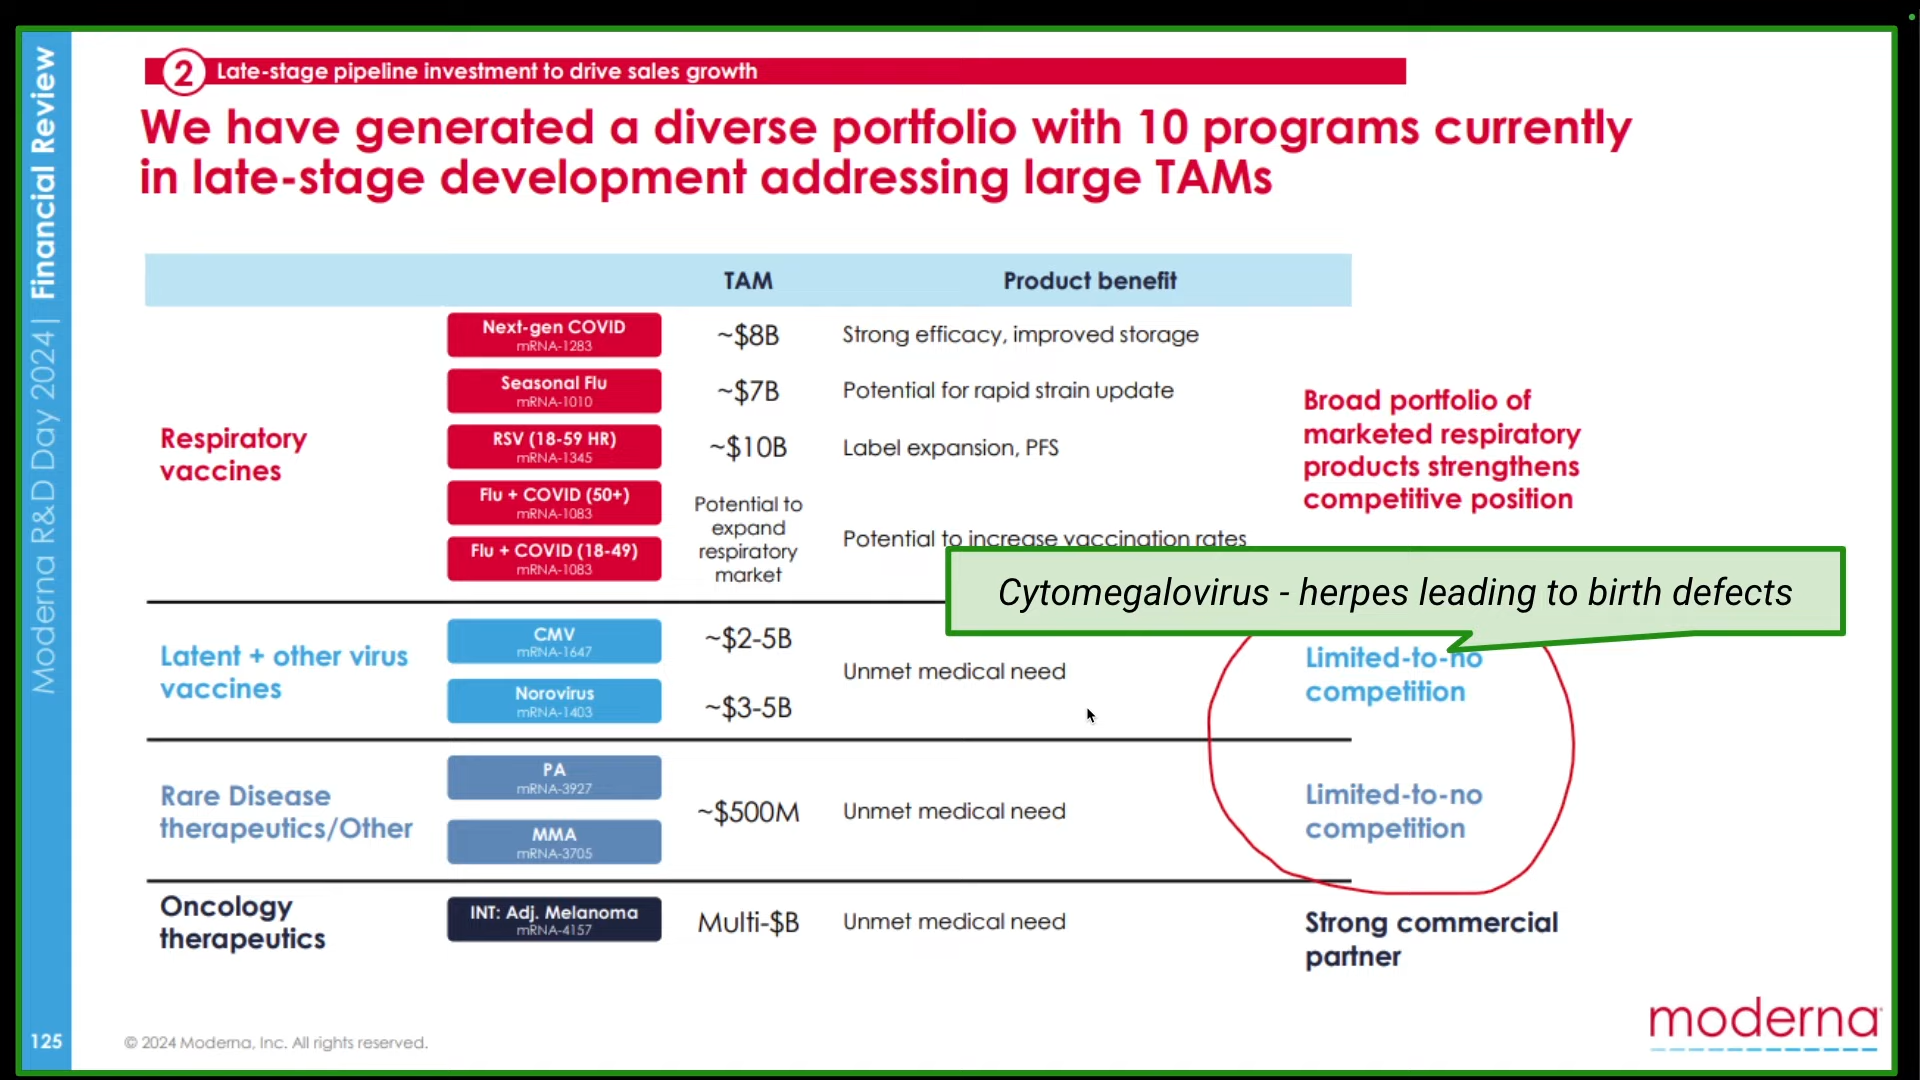 Moderna R&D Day 2024 | Financial Review
2 Late-stage pipeline investment to drive sales growth
We have generated a diverse portfolio with 10 programs currently
in late-stage development addressing large TAMs
TAM Product benefit
Respiratory
vaccines
Next-gen COVID
mRNA-1283
~$8B
Strong efficacy, improved storage
Seasonal Flu
mRNA-1010
~$7B
Potential for rapid strain update
RSV (18-59 HR)
mRNA-1345
~$10B
Label expansion, PFS
Flu + COVID (50+)
mRNA-1083
Flu + COVID (18-49)
mRNA-1083
Potential to
expand
respiratory
market
Potential to increase vaccination rates
Broad portfolio of
marketed respiratory
products strengthens
competitive position
Cytomegalovirus - herpes leading to birth defects
Latent + other virus
vaccines
CMV
mRNA-1647
~$2-5B
Norovirus
mRNA-1403
~$3-5B
Unmet medical need
Limited-to-no
competition
Rare Disease
therapeutics/Other
PA
mRNA-3927
MMA
mRNA-3705
~$500M
Unmet medical need
Limited-to-no
competition
Oncology
therapeutics
INT: Adj. Melanoma
mRNA-4157
Multi-$B
Unmet medical need
Strong commercial
partner
125
© 2024 Moderna, Inc. All rights reserved.
moderna